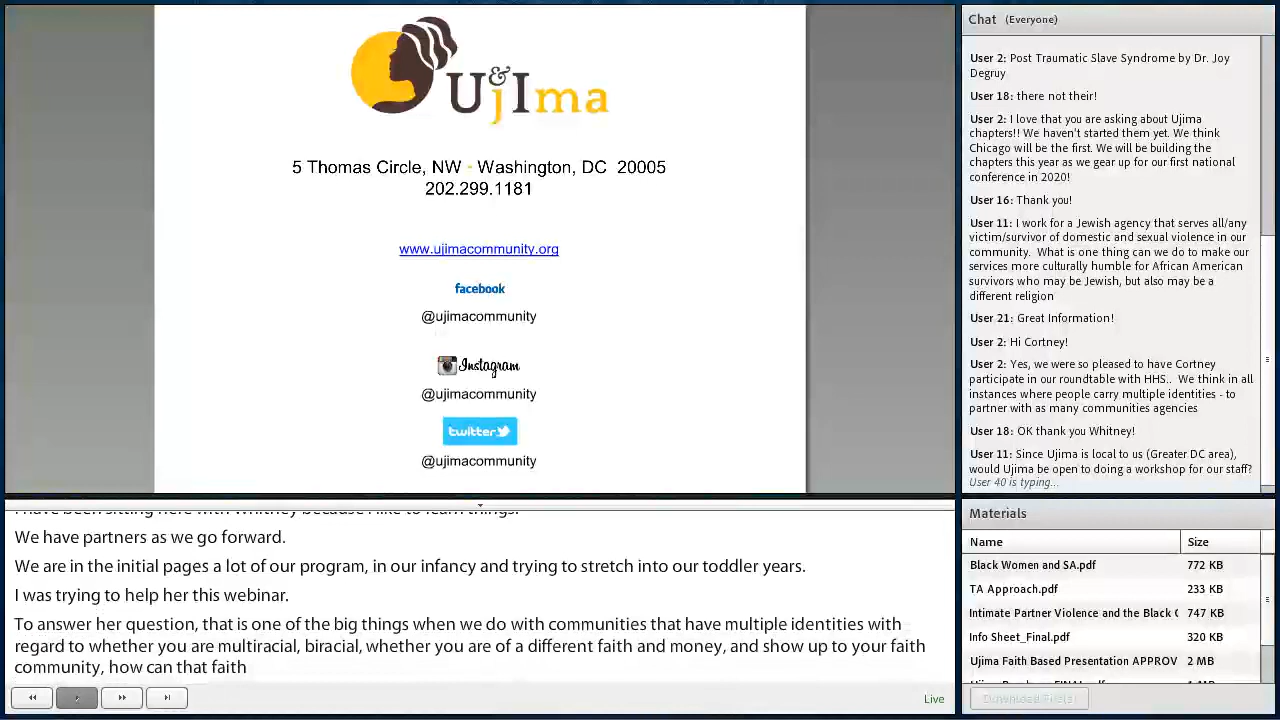 U&jIma
5 Thomas Circle, NW - Washington, DC 20005
202.299.1181
www.ujimacommunity.org
facebook
@ujimacommunity
Instagram
@ujimacommunity
twitter
@ujimacommunity
I have been sitting here with Whitney because I like to learn things.
We have partners as we go forward.
We are in the initial pages a lot of our program, in our infancy and trying to stretch into our toddler years.
I was trying to help her this webinar.
To answer her question, that is one of the big things when we do with communities that have multiple identities with
regard to whether you are multiracial, biracial, whether you are of a different faith and money, and show up to your faith
community, how can that faith
Live
Chat (Everyone)
User 2: Post Traumatic Slave Syndrome by Dr. Joy
Degruy
User 18: there not their!
User 2: I love that you are asking about Ujima
chapters!! We haven't started them yet. We think
Chicago will be the first. We will be building the
chapters this year as we gear up for our first national
conference in 2020!
User 16: Thank you!
User 11: I work for a Jewish agency that serves all/any
victim/survivor of domestic and sexual violence in our
community. What is one thing can we do to make our
services more culturally humble for African American
survivors who may be Jewish, but also may be a
different religion
User 21: Great Information!
User 2: Hi Cortney!
User 2: Yes, we were so pleased to have Cortney
participate in our roundtable with HHS.. We think in all
instances where people carry multiple identities - to
partner with as many communities agencies
User 18: OK thank you Whitney!
User 11: Since Ujima is local to us (Greater DC area),
would Ujima be open to doing a workshop for our staff?
User 40 is typing...
Materials
Name Size
Black Women and SA.pdf 772 KB
TA Approach.pdf 233 KB
Intimate Partner Violence and the Black 747 KB
Info Sheet_Final.pdf 320 KB
Ujima Faith Based Presentation APPROV 2 MB
Download File(s)